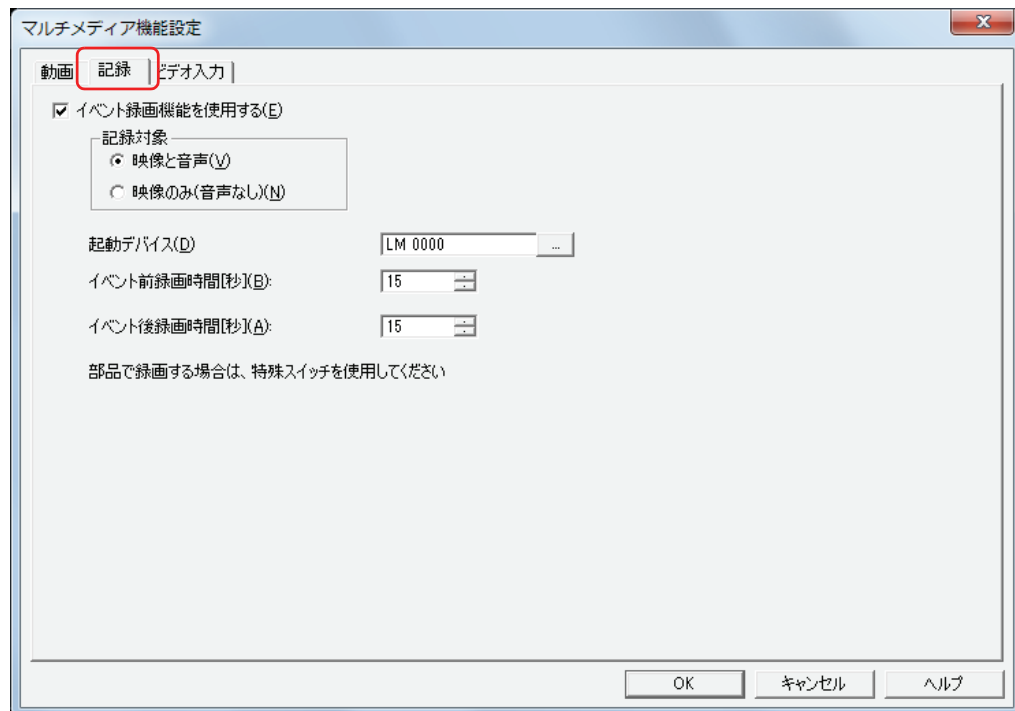 マルチメディア機能設定
動画 記録 ビデオ入力
イベント録画機能を使用する(E)
記録対象
映像と音声(V)
映像のみ(音声なし)(N)
起動デバイス(D) LM 0000 ...
イベント前録画時間[秒](B): 15
イベント後録画時間[秒](A): 15
部品で録画する場合は、特殊スイッチを使用してください
OK キャンセル ヘルプ